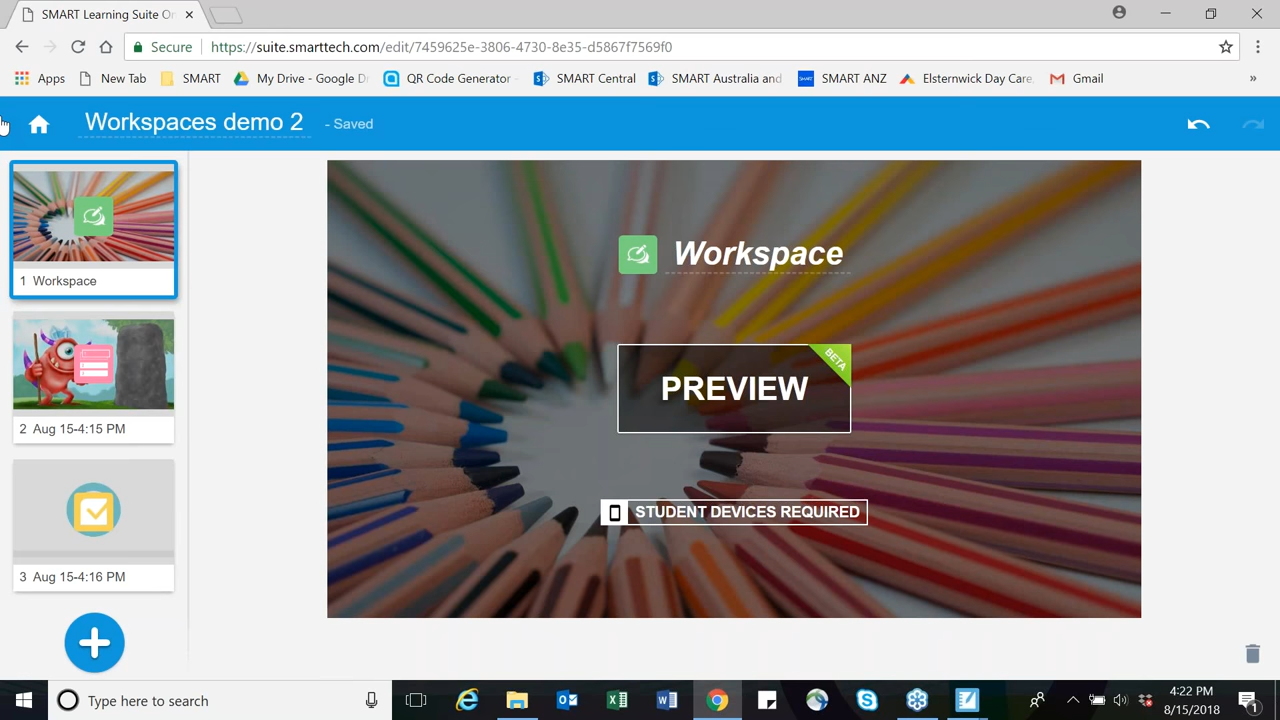 SMART Learning Suite On
Secure
https://suite.smarttech.com/edit/7459625e-3806-4730-8e35-d5867f7569f0
Apps
New Tab
SMART
My Drive - Google Dr
QR Code Generator -
SMART Central
SMART Australia and
SMART ANZ
Elsternwick Day Care,
Gmail
»
Workspaces demo 2
- Saved
1 Workspace
2 Aug 15-4:15 PM
3 Aug 15-4:16 PM
Workspace
BETA
PREVIEW
STUDENT DEVICES REQUIRED
Type here to search
4:22 PM
8/15/2018
1